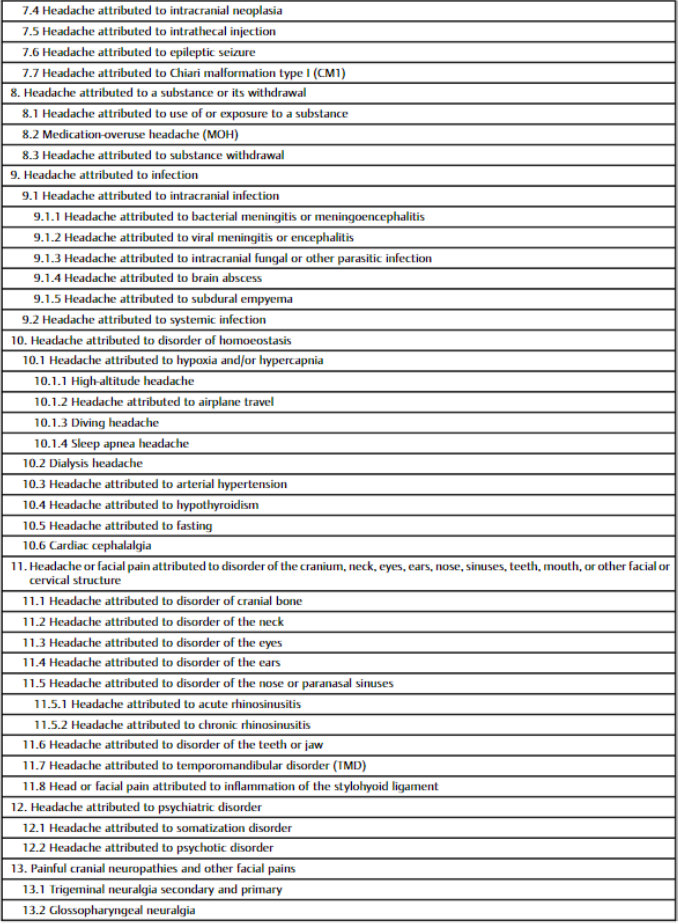 7.4 Headache attributed to intracranial neoplasia
7.5 Headache attributed to intrathecal injection
7.6 Headache attributed to epileptic seizure
7.7 Headache attributed to Chiari malformation type I (CM1)
8. Headache attributed to a substance or its withdrawal
8.1 Headache attributed to use of or exposure to a substance
8.2 Medication-overuse headache (MOH)
8.3 Headache attributed to substance withdrawal
9. Headache attributed to infection
9.1 Headache attributed to intracranial infection
9.1.1 Headache attributed to bacterial meningitis or meningoencephalitis
9.1.2 Headache attributed to viral meningitis or encephalitis
9.1.3 Headache attributed to intracranial fungal or other parasitic infection
9.1.4 Headache attributed to brain abscess
9.1.5 Headache attributed to subdural empyema
9.2 Headache attributed to systemic infection
10. Headache attributed to disorder of homoeostasis
10.1 Headache attributed to hypoxia and/or hypercapnia
10.1.1 High-altitude headache
10.1.2 Headache attributed to airplane travel
10.1.3 Diving headache
10.1.4 Sleep apnea headache
10.2 Dialysis headache
10.3 Headache attributed to arterial hypertension
10.4 Headache attributed to hypothyroidism
10.5 Headache attributed to fasting
10.6 Cardiac cephalalgia
11. Headache or facial pain attributed to disorder of the cranium, neck, eyes, ears, nose, sinuses, teeth, mouth, or other facial or
cervical structure
11.1 Headache attributed to disorder of cranial bone
11.2 Headache attributed to disorder of the neck
11.3 Headache attributed to disorder of the eyes
11.4 Headache attributed to disorder of the ears
11.5 Headache attributed to disorder of the nose or paranasal sinuses
11.5.1 Headache attributed to acute rhinosinusitis
11.5.2 Headache attributed to chronic rhinosinusitis
11.6 Headache attributed to disorder of the teeth or jaw
11.7 Headache attributed to temporomandibular disorder (TMD)
11.8 Head or facial pain attributed to inflammation of the stylohyoid ligament
12. Headache attributed to psychiatric disorder
12.1 Headache attributed to somatization disorder
12.2 Headache attributed to psychotic disorder
13. Painful cranial neuropathies and other facial pains
13.1 Trigeminal neuralgia secondary and primary
13.2 Glossopharyngeal neuralgia